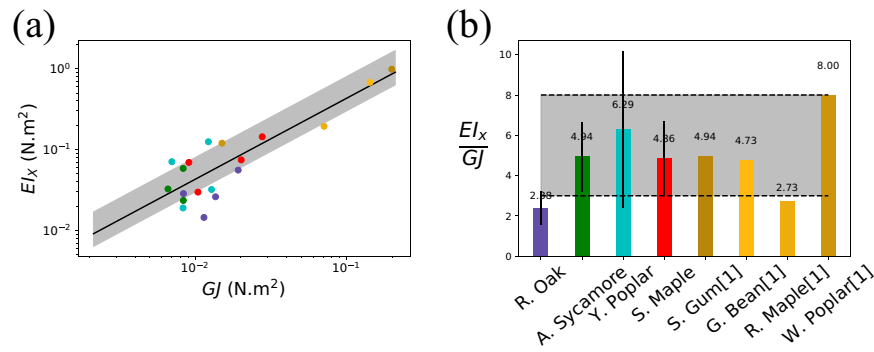 (a)
10⁰
10⁻¹
10⁻²
EI_X (N.m²)
10⁻²
10⁻¹
GJ (N.m²)
(b)
10
8
6
4
2
0
EI_x
GJ
4.94
6.29
4.86
4.94
4.73
2.73
8.00
R. Oak
A. Sycamore
Y. Poplar
S. Maple
S. Gum[1]
G. Bean[1]
R. Maple[1]
W. Poplar[1]